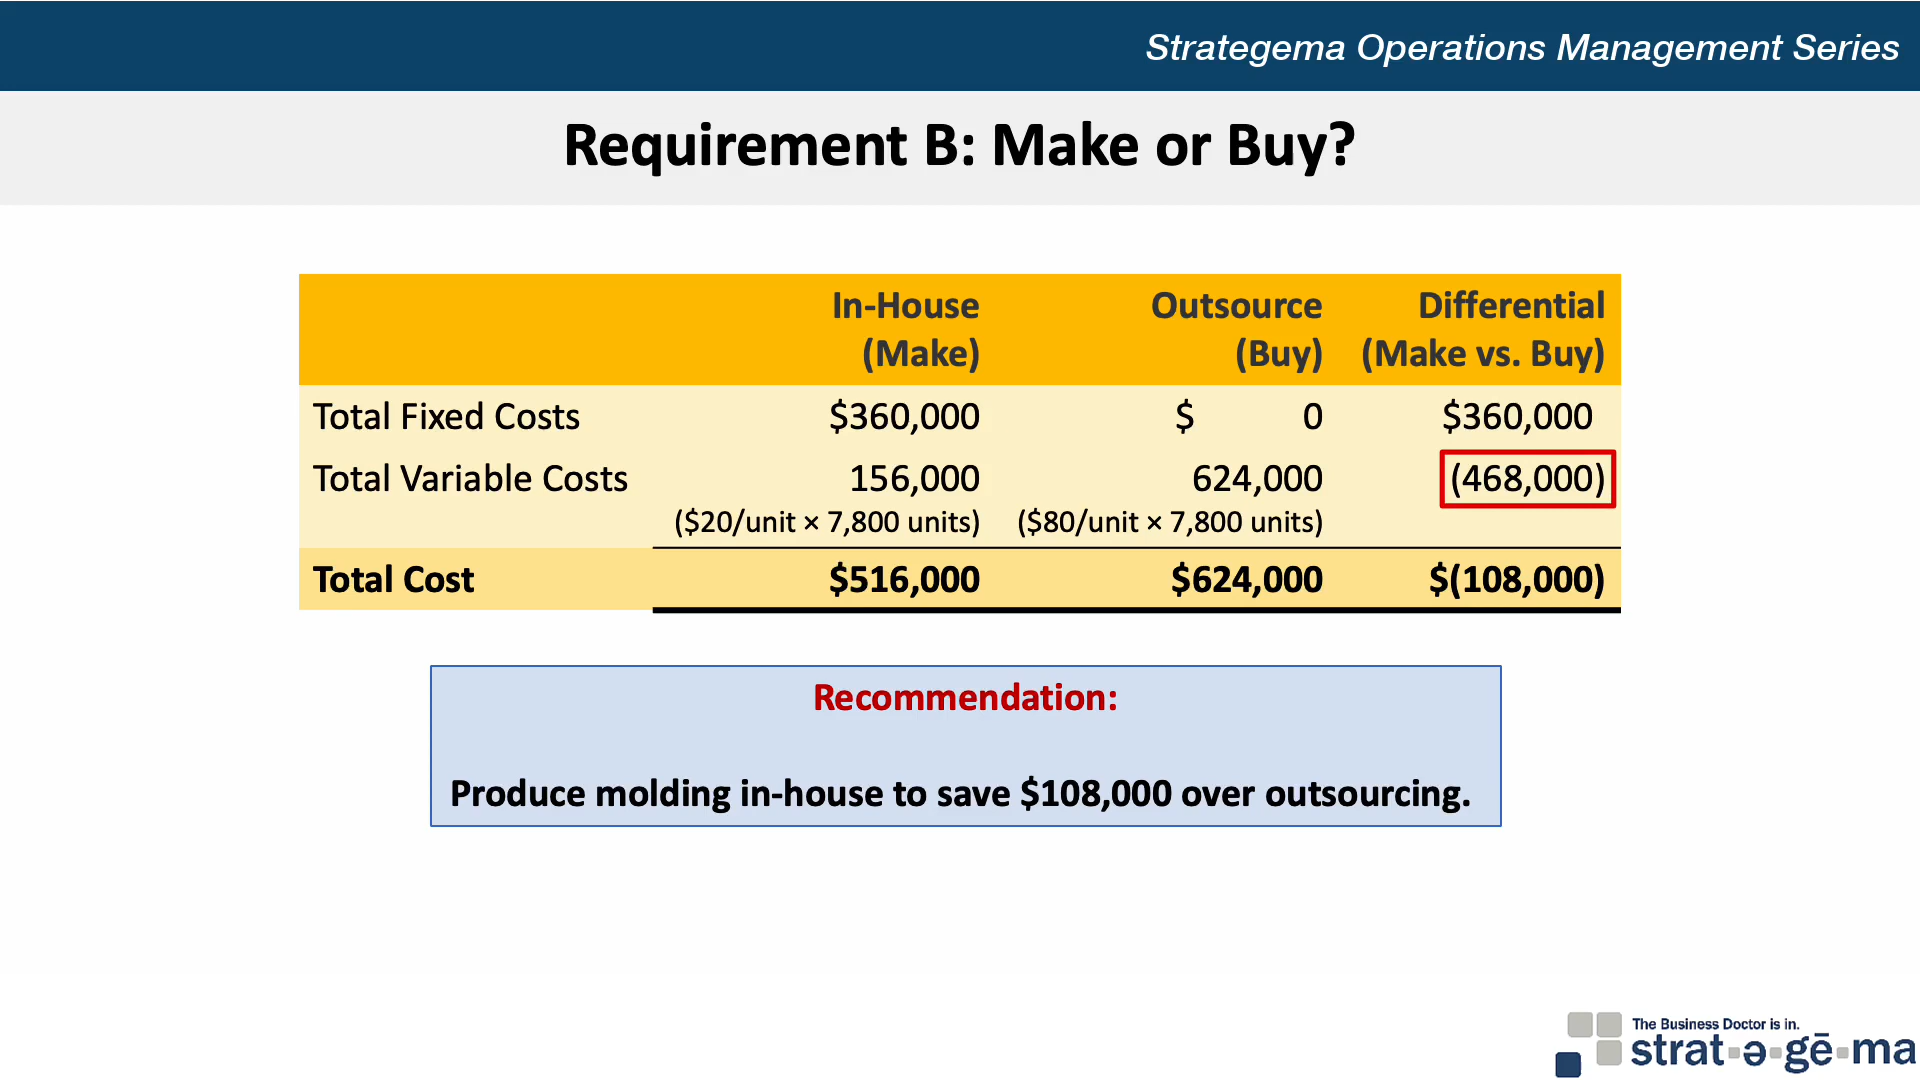 Strategema Operations Management Series
Requirement B: Make or Buy?
In-House Outsource Differential
(Make) (Buy) (Make vs. Buy)
Total Fixed Costs $360,000 $ 0 $360,000
Total Variable Costs 156,000 624,000 (468,000)
($20/unit × 7,800 units) ($80/unit × 7,800 units)
Total Cost $516,000 $624,000 $(108,000)
Recommendation:
Produce molding in-house to save $108,000 over outsourcing.
The Business Doctor is in.
strat-ə-gē-ma